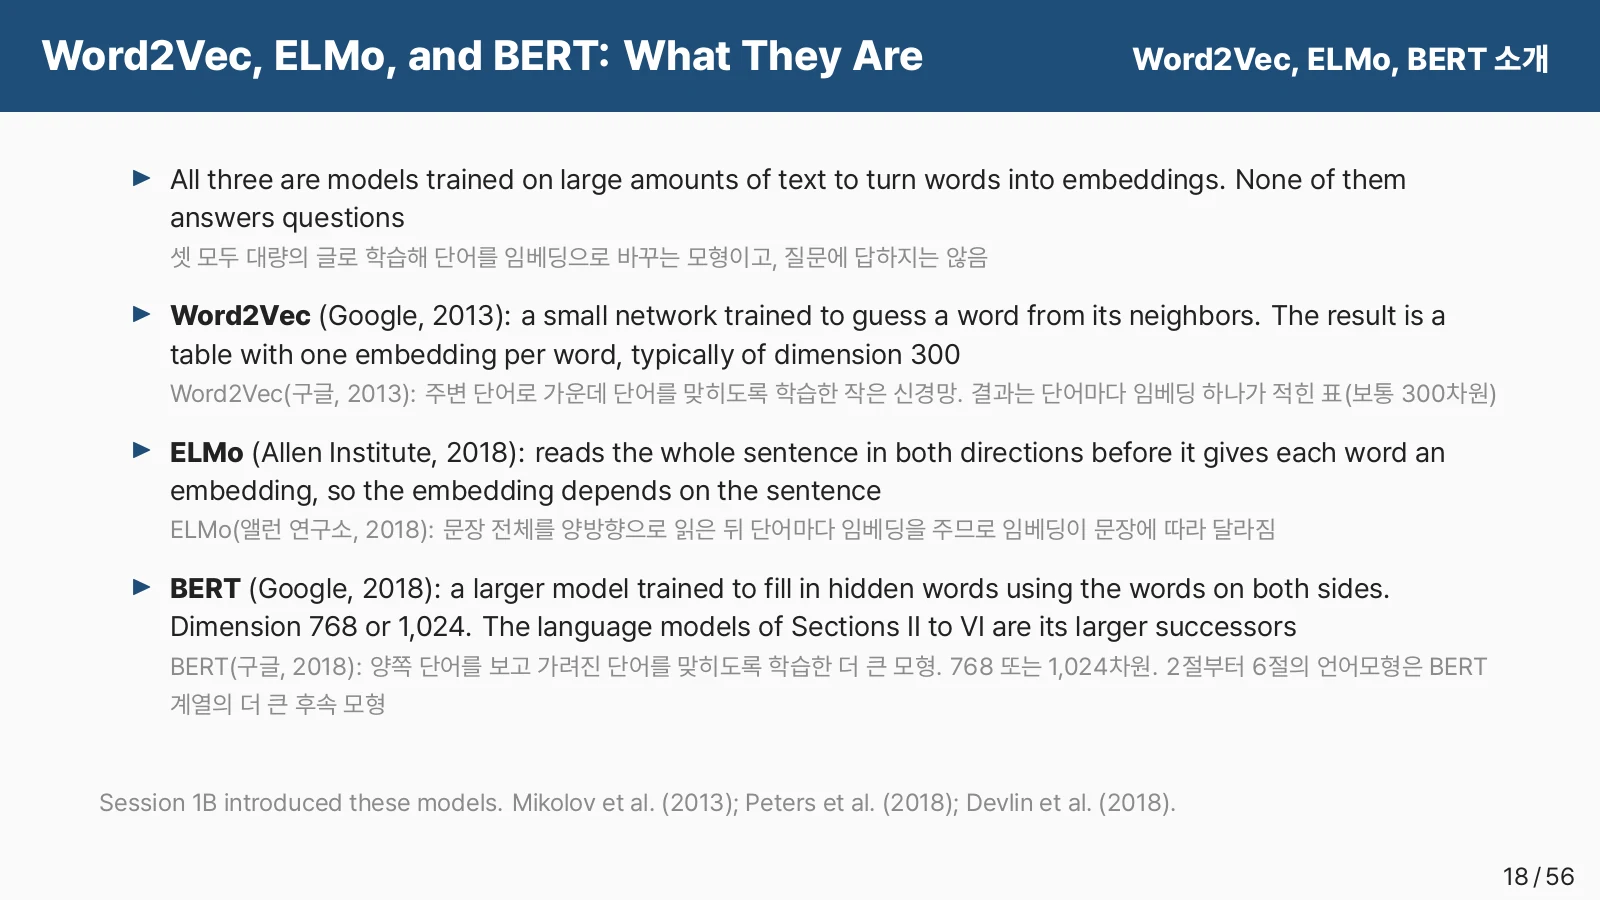 Word2Vec, ELMo, and BERT: What They Are
Word2Vec, ELMo, BERT 소개
▶ All three are models trained on large amounts of text to turn words into embeddings. None of them
answers questions
셋 모두 대량의 글로 학습해 단어를 임베딩으로 바꾸는 모형이고, 질문에 답하지는 않음
▶ Word2Vec (Google, 2013): a small network trained to guess a word from its neighbors. The result is a
table with one embedding per word, typically of dimension 300
Word2Vec(구글, 2013): 주변 단어로 가운데 단어를 맞히도록 학습한 작은 신경망. 결과는 단어마다 임베딩 하나가 적힌 표(보통 300차원)
▶ ELMo (Allen Institute, 2018): reads the whole sentence in both directions before it gives each word an
embedding, so the embedding depends on the sentence
ELMo(앨런 연구소, 2018): 문장 전체를 양방향으로 읽은 뒤 단어마다 임베딩을 주므로 임베딩이 문장에 따라 달라짐
▶ BERT (Google, 2018): a larger model trained to fill in hidden words using the words on both sides.
Dimension 768 or 1,024. The language models of Sections II to VI are its larger successors
BERT(구글, 2018): 양쪽 단어를 보고 가려진 단어를 맞히도록 학습한 더 큰 모형. 768 또는 1,024차원. 2절부터 6절의 언어모형은 BERT
계열의 더 큰 후속 모형
Session 1B introduced these models. Mikolov et al. (2013); Peters et al. (2018); Devlin et al. (2018).
18 / 56